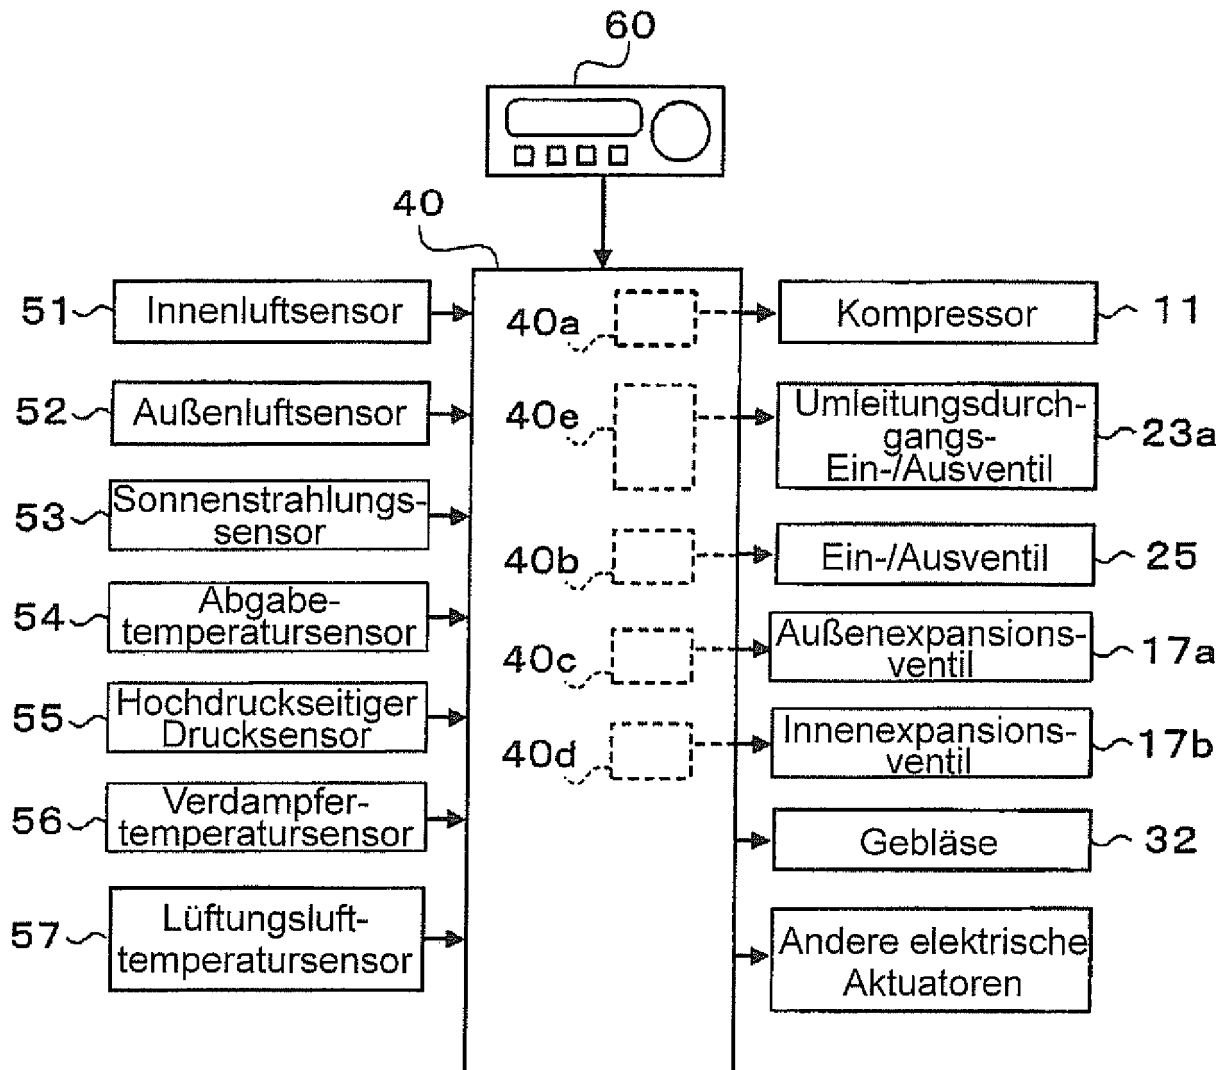 60
40
51
Innenluftsensor
52
Außenluftsensor
53
Sonnenstrahlungs-
sensor
54
Abgabe-
temperatursensor
55
Hochdruckseitiger
Drucksensor
56
Verdampfer-
temperatursensor
57
Lüftungsluft-
temperatursensor
40a
40e
40b
40c
40d
Kompressor
11
Umleitungsdurch-
gangs-
Ein-/Ausventil
23a
Ein-/Ausventil
25
Außenexpansions-
ventil
17a
Innenexpansions-
ventil
17b
Gebläse
32
Andere elektrische
Aktuatoren